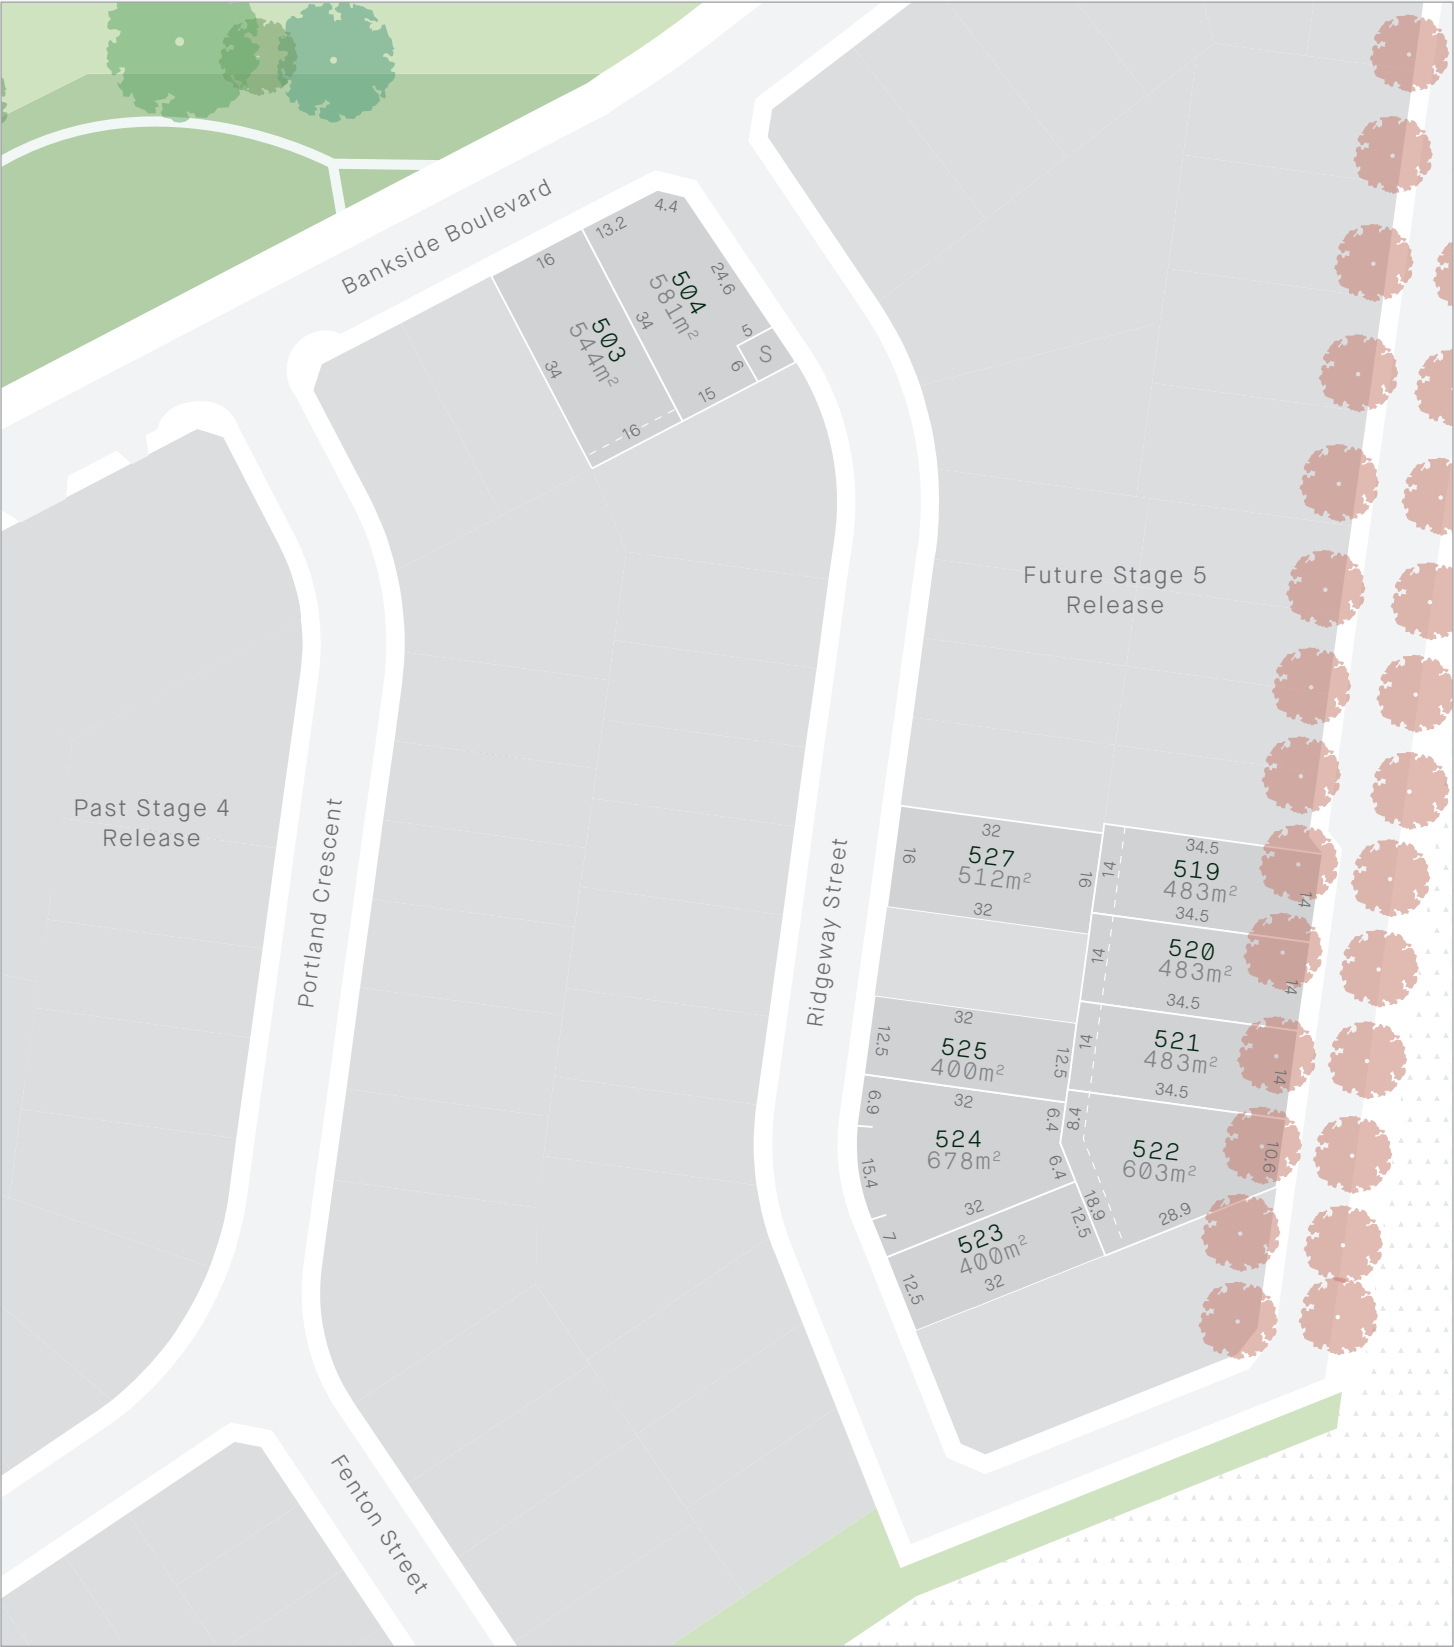 Bankside Boulevard
4.4
13.2
16
24.6
504
581m²
34
503
544m²
34
5
S
6
15
16
Future Stage 5
Release
Past Stage 4
Release
Portland Crescent
Ridgeway Street
32
527
512m²
16
16
32
34.5
519
483m²
14
14
34.5
520
483m²
14
14
34.5
32
525
400m²
12.5
12.5
32
521
483m²
14
14
34.5
6.9
524
678m²
6.4
6.4
15.4
32
7
8.4
522
603m²
10.6
18.9
28.9
523
400m²
12.5
12.5
32
Fenton Street